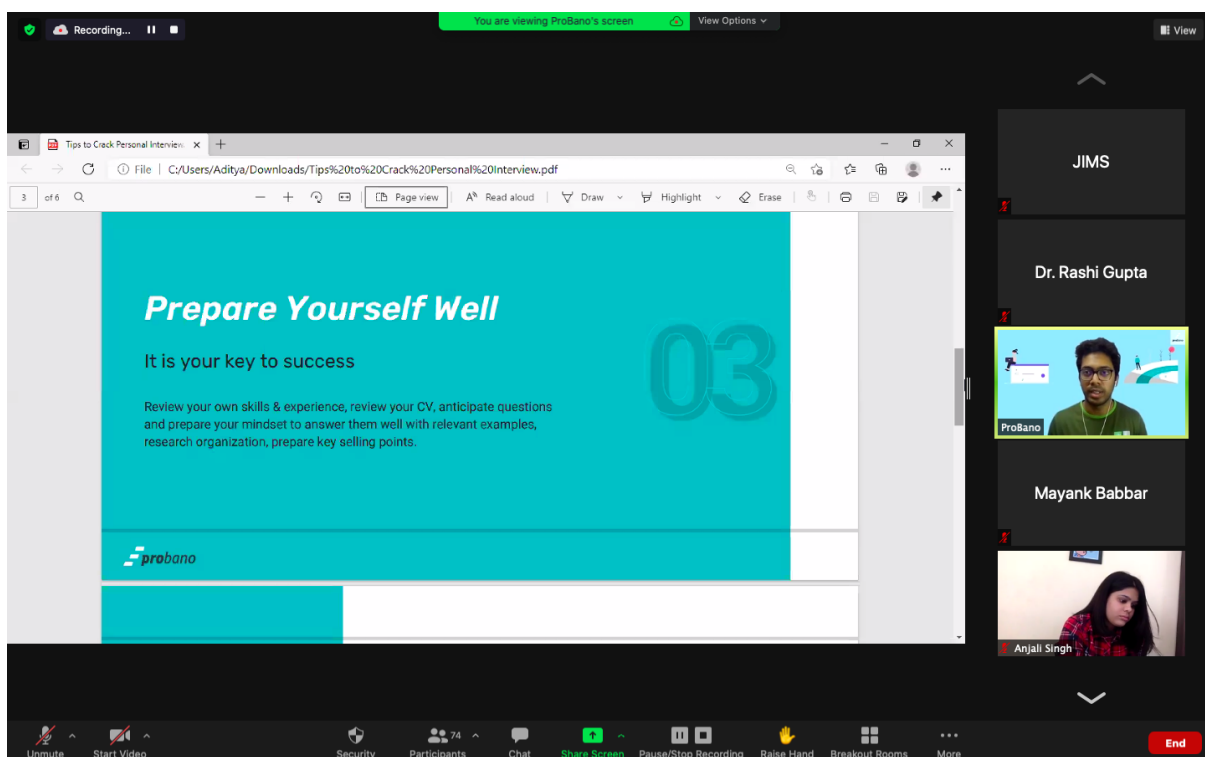 Recording...
You are viewing ProBano's screen
View Options
View
Tips to Crack Personal Interview.
File | C:/Users/Aditya/Downloads/Tips%20to%20Crack%20Personal%20Interview.pdf
3 of 6
Page view
Read aloud
Draw
Highlight
Erase
Prepare Yourself Well
03
It is your key to success
Review your own skills & experience, review your CV, anticipate questions
and prepare your mindset to answer them well with relevant examples,
research organization, prepare key selling points.
probano
JIMS
Dr. Rashi Gupta
ProBano
Mayank Babbar
Anjali Singh
Unmute
Start Video
Security
74
Participants
Chat
Share Screen
Pause/Stop Recording
Raise Hand
Breakout Rooms
More
End